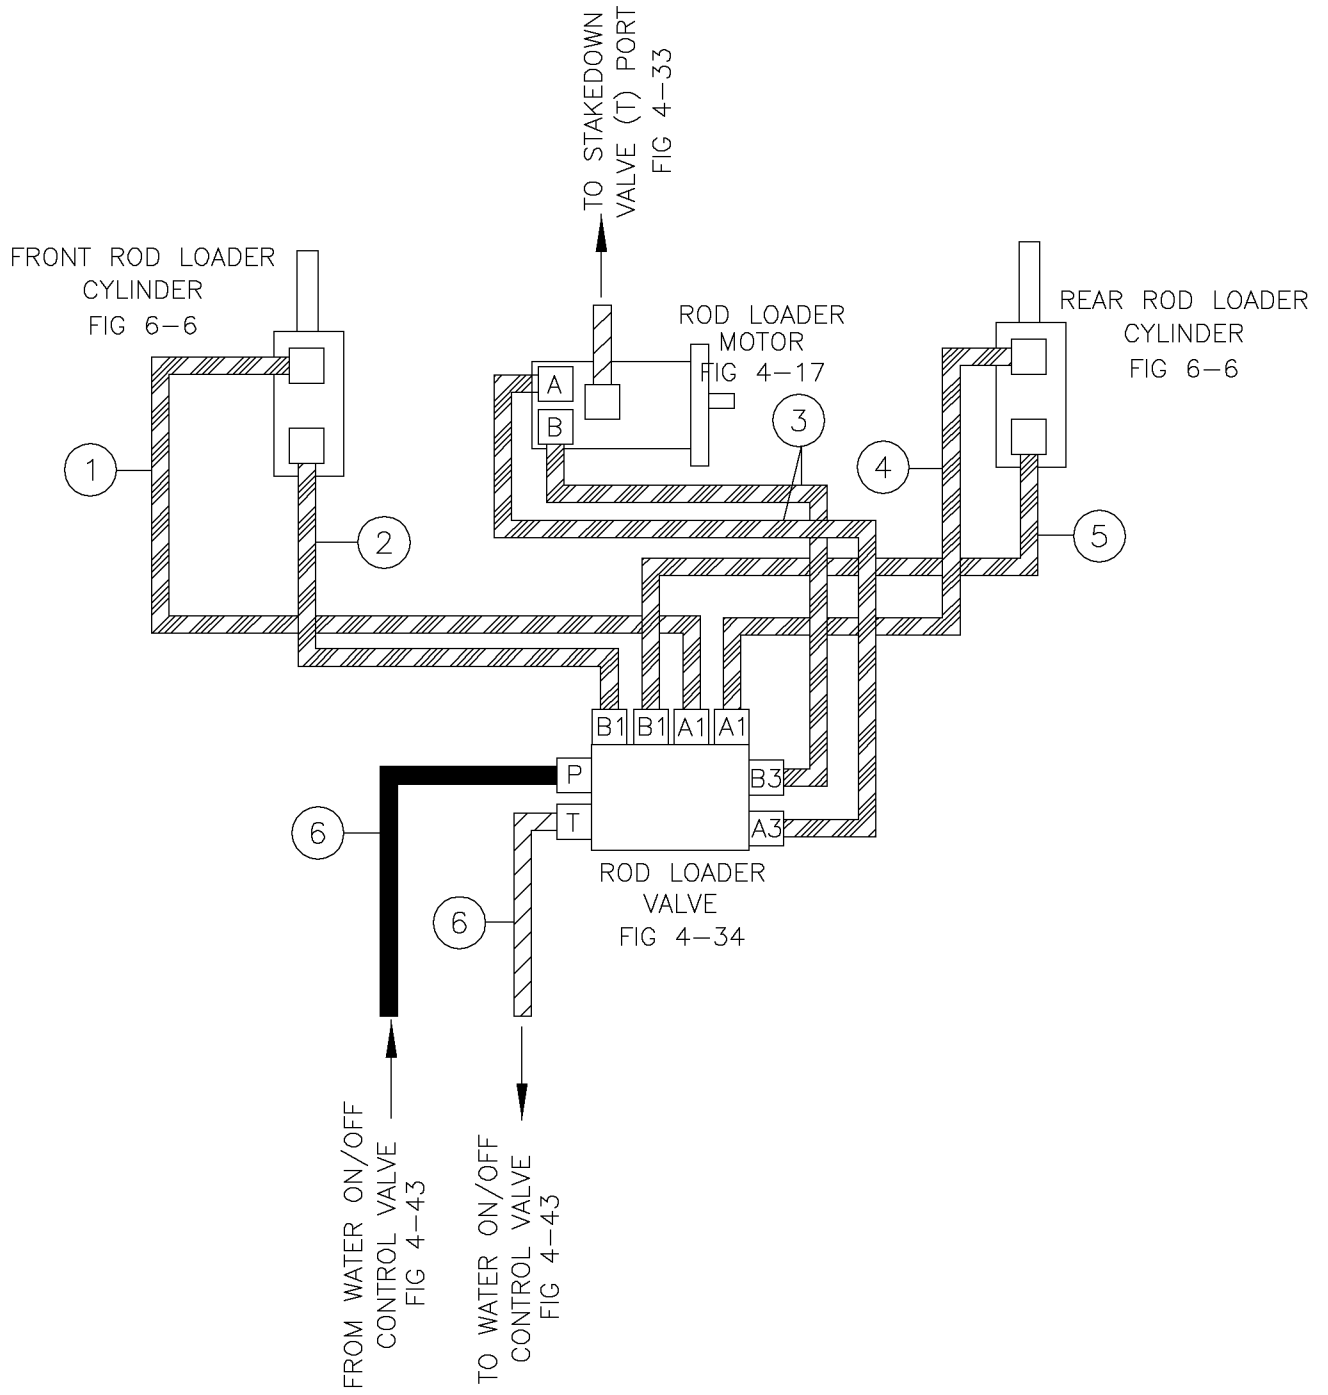 TO STAKEDOWN
VALVE (T) PORT
FIG 4-33
FRONT ROD LOADER
CYLINDER
FIG 6-6
ROD LOADER
MOTOR
FIG 4-17
REAR ROD LOADER
CYLINDER
FIG 6-6
A
B
3
1
4
2
5
B1
B1
A1
A1
P
B3
T
A3
6
6
ROD LOADER
VALVE
FIG 4-34
FROM WATER ON/OFF
CONTROL VALVE
FIG 4-43
TO WATER ON/OFF
CONTROL VALVE
FIG 4-43